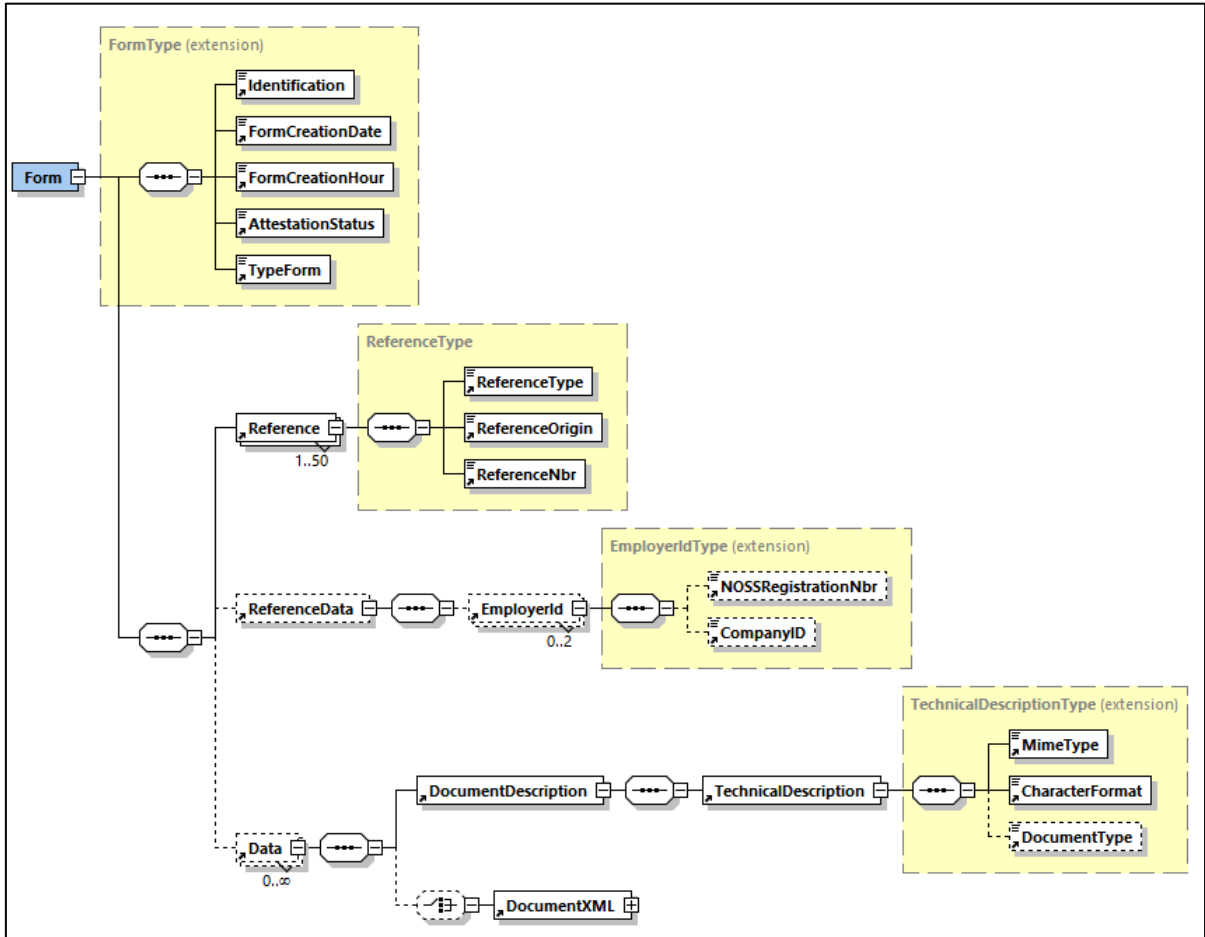 FormType (extension)
Identification
FormCreationDate
Form
FormCreationHour
AttestationStatus
TypeForm
ReferenceType
ReferenceType
Reference
1..50
ReferenceOrigin
ReferenceNbr
EmployerIdType (extension)
NOSSRegistrationNbr
ReferenceData
EmployerId
0..2
CompanyID
TechnicalDescriptionType (extension)
MimeType
DocumentDescription
TechnicalDescription
CharacterFormat
DocumentType
Data
0..∞
DocumentXML